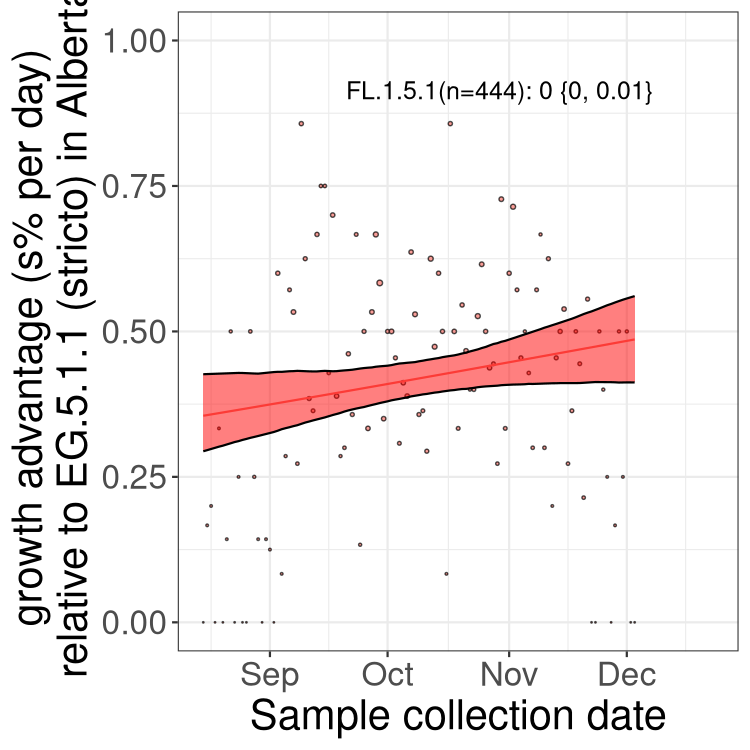 growth advantage (s% per day)
relative to EG.5.1.1 (stricto) in Alberta
1.00
0.75
0.50
0.25
0.00
FL.1.5.1(n=444): 0 {0, 0.01}
Sep Oct Nov Dec
Sample collection date